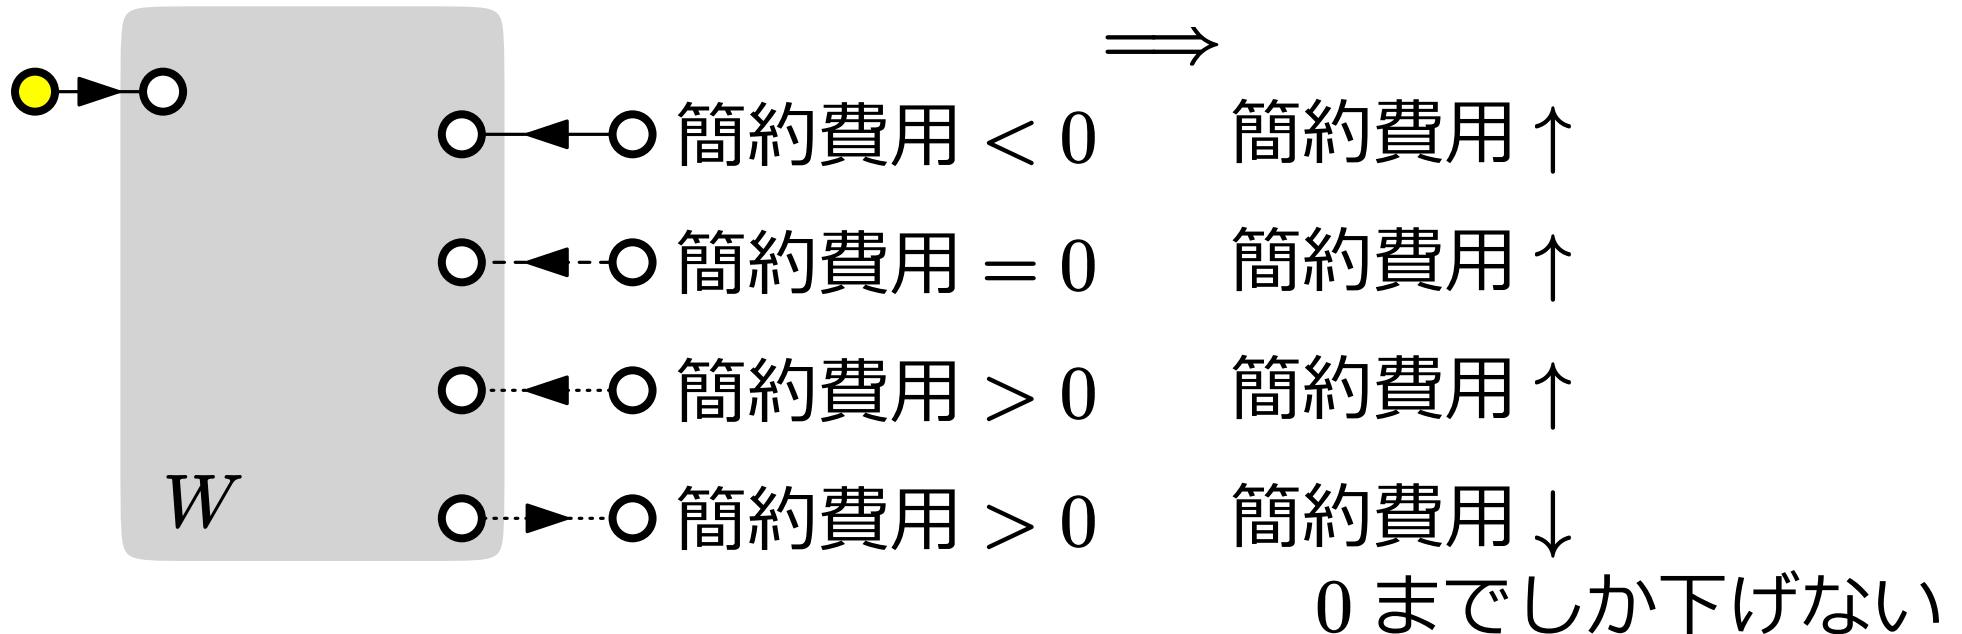 ⟹
簡約費用 < 0 簡約費用 ↑
簡約費用 = 0 簡約費用 ↑
簡約費用 > 0 簡約費用 ↑
W 簡約費用 > 0 簡約費用 ↓
0 までしか下げない